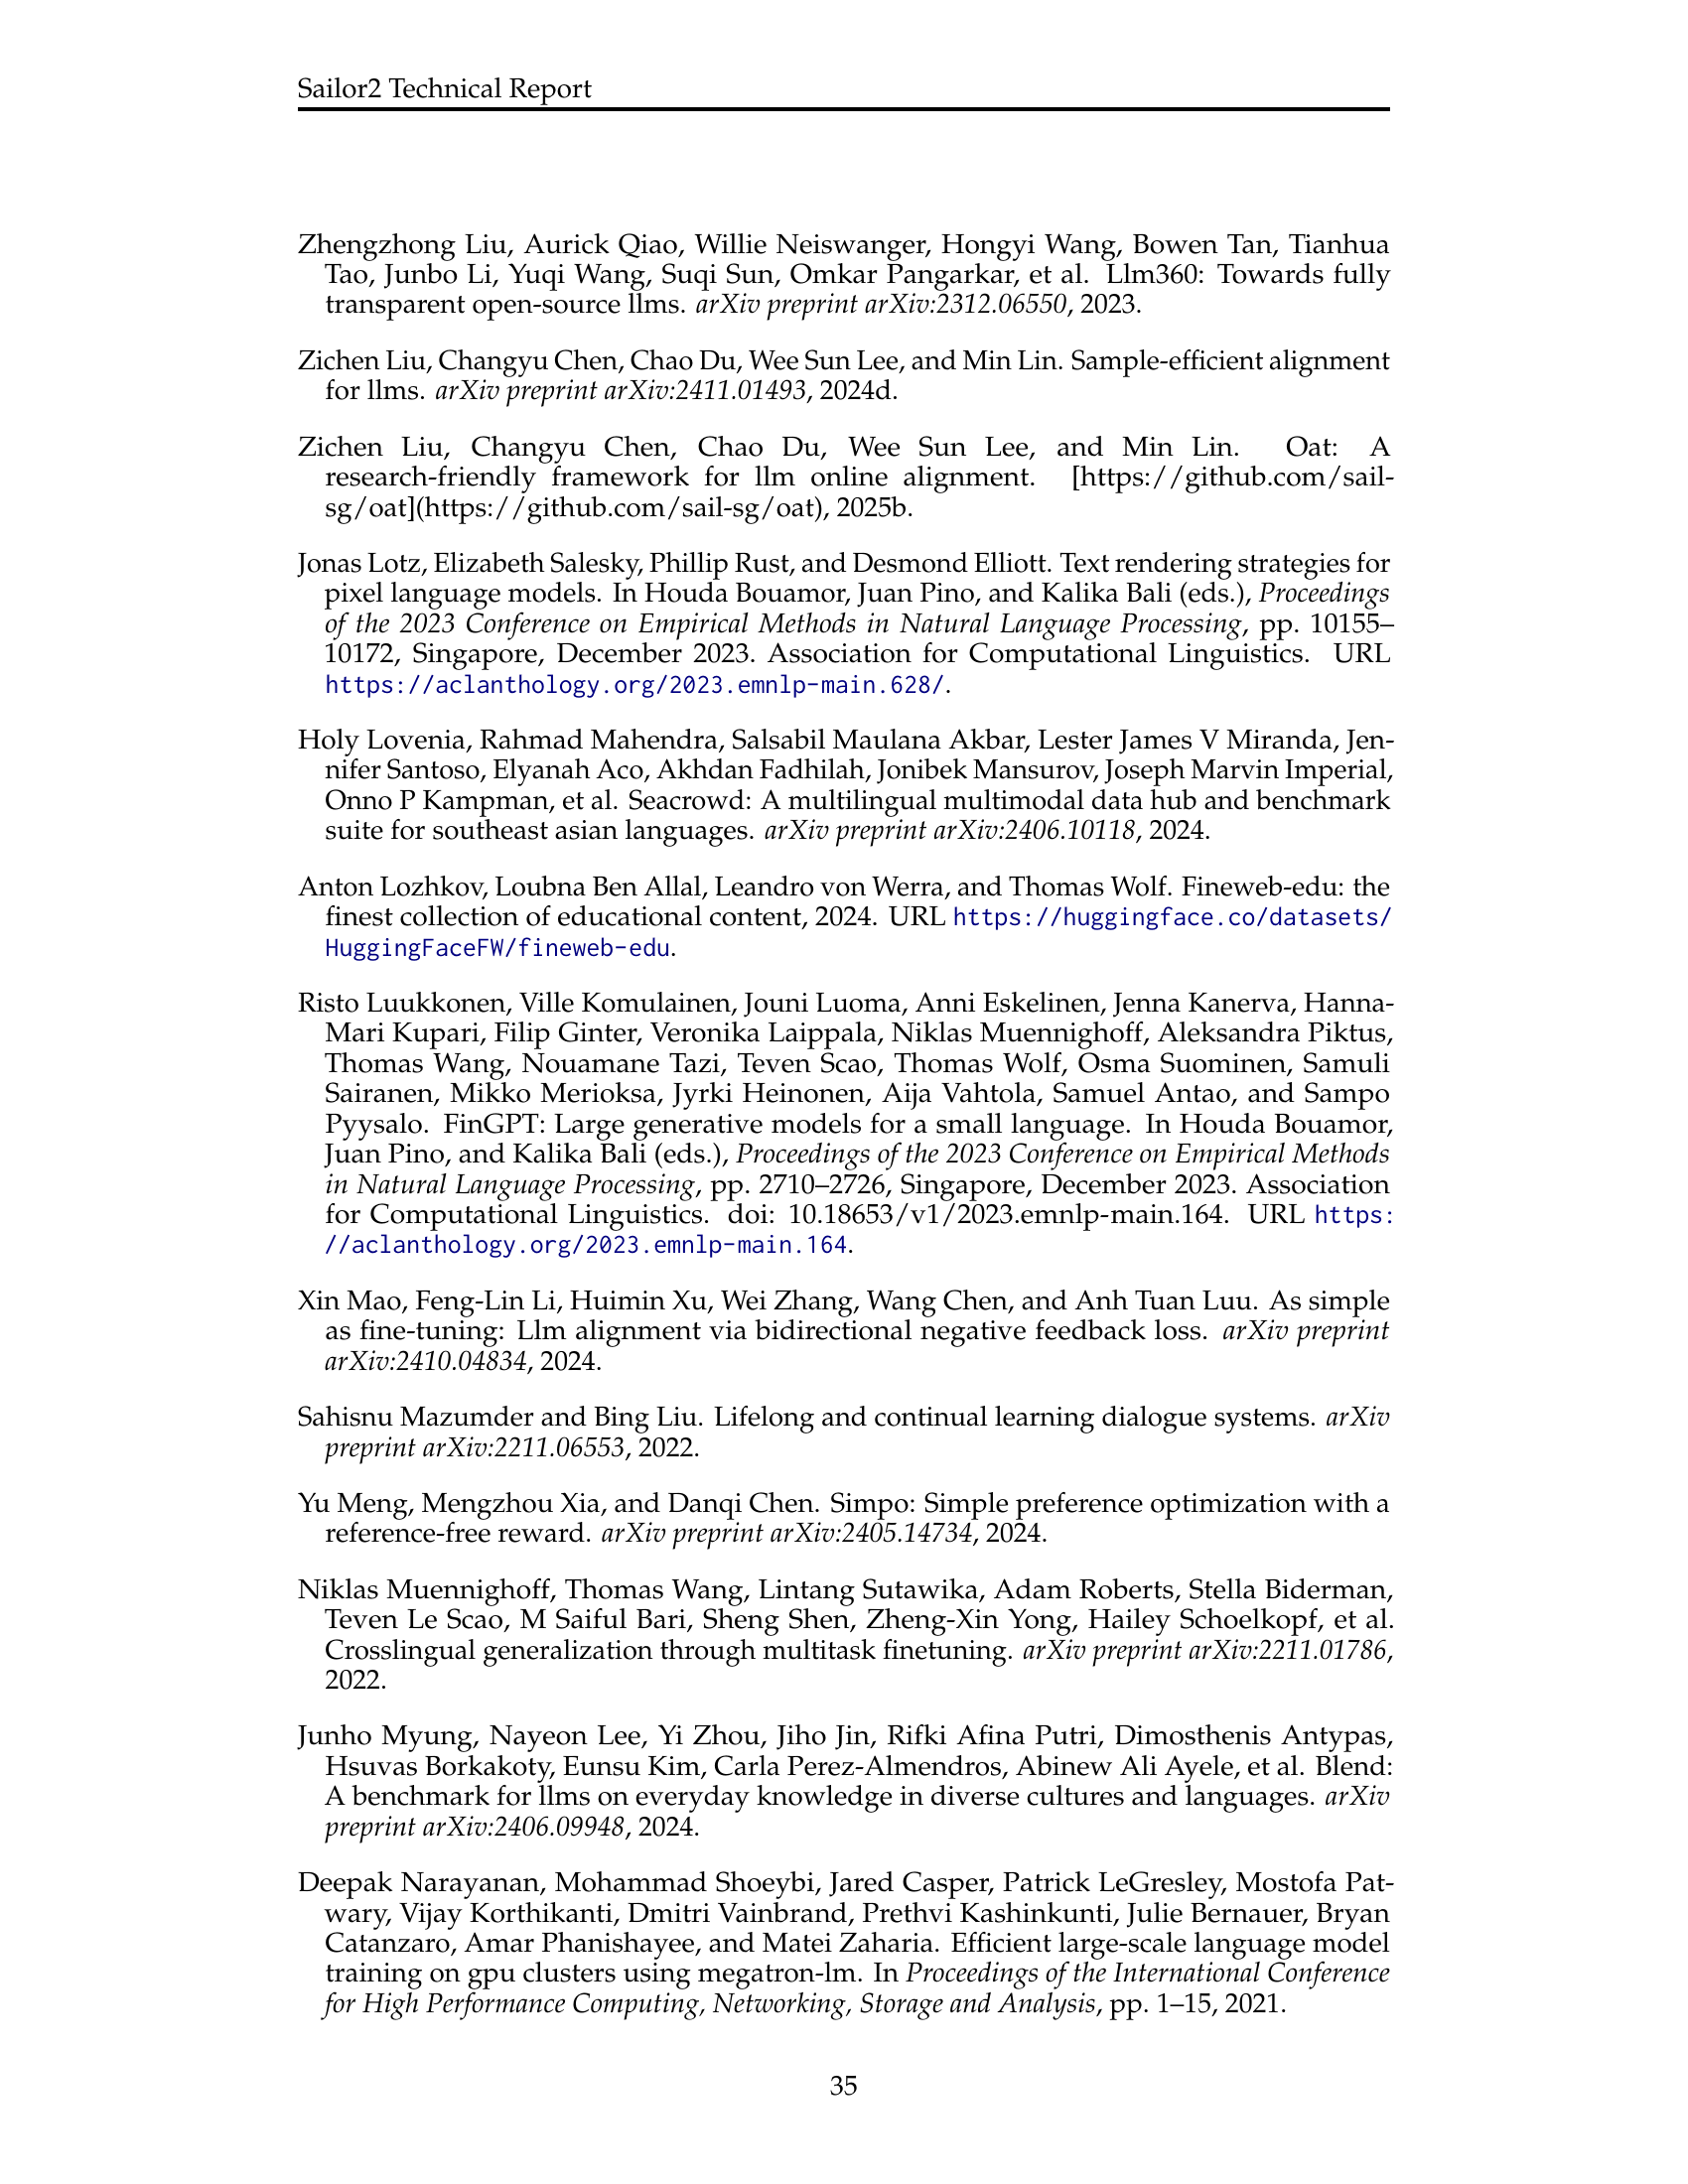 Sailor2 Technical Report
Zhengzhong Liu, Aurick Qiao, Willie Neiswanger, Hongyi Wang, Bowen Tan, Tianhua
Tao, Junbo Li, Yuqi Wang, Suqi Sun, Omkar Pangarkar, et al. Llm360: Towards fully
transparent open-source llms. arXiv preprint arXiv:2312.06550, 2023.
Zichen Liu, Changyu Chen, Chao Du, Wee Sun Lee, and Min Lin. Sample-efficient alignment
for llms. arXiv preprint arXiv:2411.01493, 2024d.
Zichen Liu, Changyu Chen, Chao Du, Wee Sun Lee, and Min Lin. Oat: A
research-friendly framework for llm online alignment. [https://github.com/sail-
sg/oat](https://github.com/sail-sg/oat), 2025b.
Jonas Lotz, Elizabeth Salesky, Phillip Rust, and Desmond Elliott. Text rendering strategies for
pixel language models. In Houda Bouamor, Juan Pino, and Kalika Bali (eds.), Proceedings
of the 2023 Conference on Empirical Methods in Natural Language Processing, pp. 10155–
10172, Singapore, December 2023. Association for Computational Linguistics. URL
https://aclanthology.org/2023.emnlp-main.628/.
Holy Lovenia, Rahmad Mahendra, Salsabil Maulana Akbar, Lester James V Miranda, Jen-
nifer Santoso, Elyanah Aco, Akhdan Fadhilah, Jonibek Mansurov, Joseph Marvin Imperial,
Onno P Kampman, et al. Seacrowd: A multilingual multimodal data hub and benchmark
suite for southeast asian languages. arXiv preprint arXiv:2406.10118, 2024.
Anton Lozhkov, Loubna Ben Allal, Leandro von Werra, and Thomas Wolf. Fineweb-edu: the
finest collection of educational content, 2024. URL https://huggingface.co/datasets/
HuggingFaceFW/fineweb-edu.
Risto Luukkonen, Ville Komulainen, Jouni Luoma, Anni Eskelinen, Jenna Kanerva, Hanna-
Mari Kupari, Filip Ginter, Veronika Laippala, Niklas Muennighoff, Aleksandra Piktus,
Thomas Wang, Nouamane Tazi, Teven Scao, Thomas Wolf, Osma Suominen, Samuli
Sairanen, Mikko Merioksa, Jyrki Heinonen, Aija Vahtola, Samuel Antao, and Sampo
Pyysalo. FinGPT: Large generative models for a small language. In Houda Bouamor,
Juan Pino, and Kalika Bali (eds.), Proceedings of the 2023 Conference on Empirical Methods
in Natural Language Processing, pp. 2710–2726, Singapore, December 2023. Association
for Computational Linguistics. doi: 10.18653/v1/2023.emnlp-main.164. URL https:
//aclanthology.org/2023.emnlp-main.164.
Xin Mao, Feng-Lin Li, Huimin Xu, Wei Zhang, Wang Chen, and Anh Tuan Luu. As simple
as fine-tuning: Llm alignment via bidirectional negative feedback loss. arXiv preprint
arXiv:2410.04834, 2024.
Sahisnu Mazumder and Bing Liu. Lifelong and continual learning dialogue systems. arXiv
preprint arXiv:2211.06553, 2022.
Yu Meng, Mengzhou Xia, and Danqi Chen. Simpo: Simple preference optimization with a
reference-free reward. arXiv preprint arXiv:2405.14734, 2024.
Niklas Muennighoff, Thomas Wang, Lintang Sutawika, Adam Roberts, Stella Biderman,
Teven Le Scao, M Saiful Bari, Sheng Shen, Zheng-Xin Yong, Hailey Schoelkopf, et al.
Crosslingual generalization through multitask finetuning. arXiv preprint arXiv:2211.01786,
2022.
Junho Myung, Nayeon Lee, Yi Zhou, Jiho Jin, Rifki Afina Putri, Dimosthenis Antypas,
Hsuvas Borkakoty, Eunsu Kim, Carla Perez-Almendros, Abinew Ali Ayele, et al. Blend:
A benchmark for llms on everyday knowledge in diverse cultures and languages. arXiv
preprint arXiv:2406.09948, 2024.
Deepak Narayanan, Mohammad Shoeybi, Jared Casper, Patrick LeGresley, Mostofa Pat-
wary, Vijay Korthikanti, Dmitri Vainbrand, Prethvi Kashinkunti, Julie Bernauer, Bryan
Catanzaro, Amar Phanishayee, and Matei Zaharia. Efficient large-scale language model
training on gpu clusters using megatron-lm. In Proceedings of the International Conference
for High Performance Computing, Networking, Storage and Analysis, pp. 1–15, 2021.
35